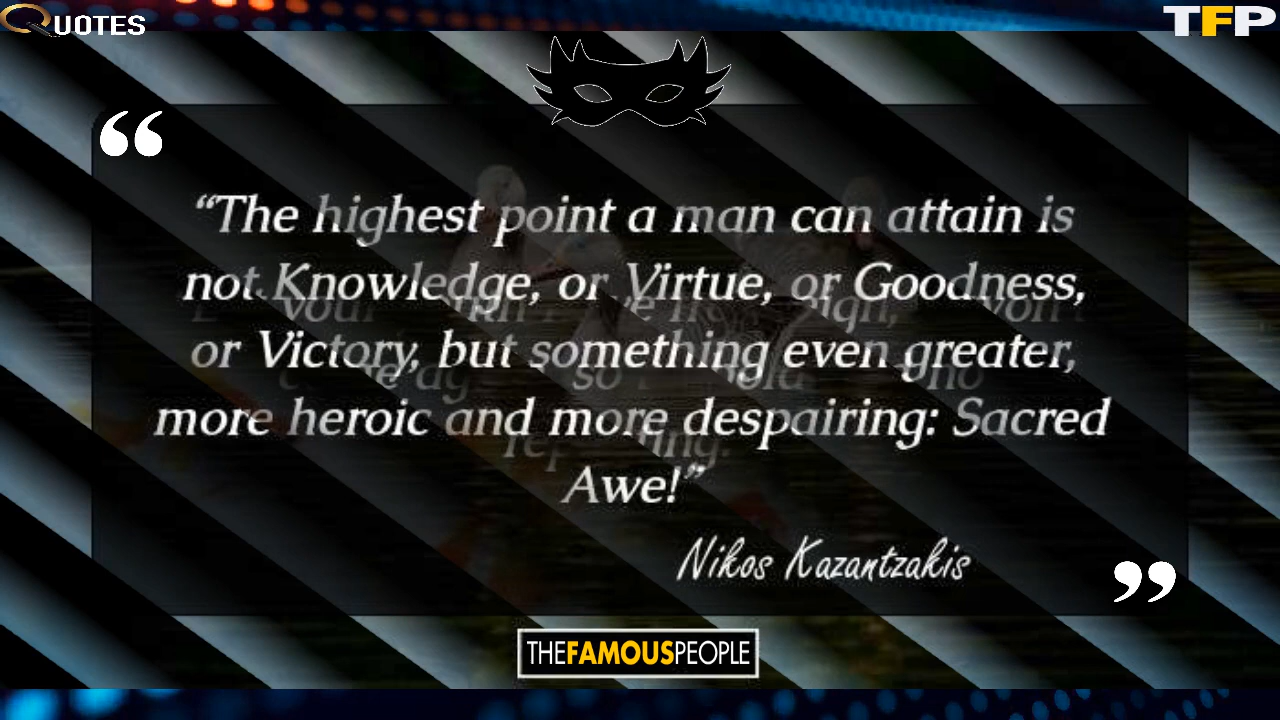 QUOTES
TFP
“
“The highest point a man can attain is
not Knowledge, or Virtue, or Goodness,
or Victory, but something even greater,
more heroic and more despairing: Sacred
Awe!”
Nikos Kazantzakis
”
THEFAMOUSPEOPLE